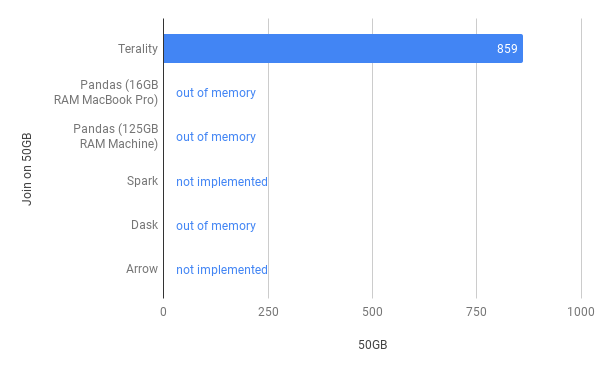 Join on 50GB
Terality
859
Pandas (16GB
RAM MacBook Pro)
out of memory
Pandas (125GB
RAM Machine)
out of memory
Spark
not implemented
Dask
out of memory
Arrow
not implemented
0
250
500
750
1000
50GB